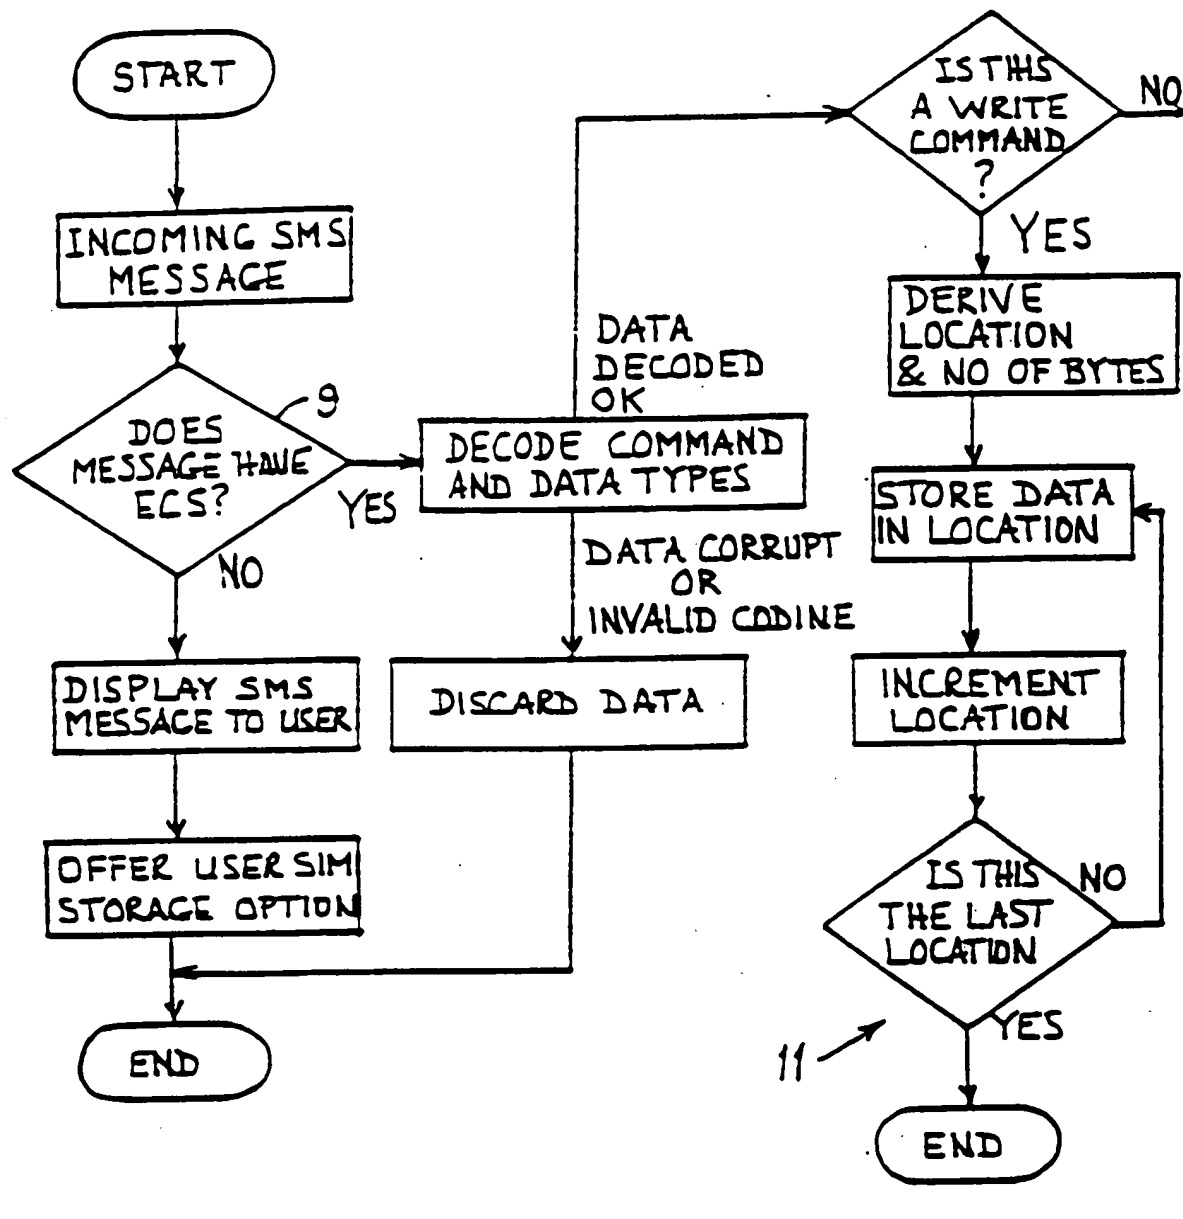 START
INCOMING SMS
MESSAGE
9
DOES
MESSAGE HAVE
ECS?
YES
NO
DISPLAY SMS
MESSAGE TO USER
OFFER USER SIM
STORAGE OPTION
END
DATA
DECODED
OK
DECODE COMMAND
AND DATA TYPES
DATA CORRUPT
OR
INVALID CODINE
DISCARD DATA
IS THIS
A WRITE
COMMAND
?
NO
YES
DERIVE
LOCATION
& NO OF BYTES
STORE DATA
IN LOCATION
INCREMENT
LOCATION
IS THIS
THE LAST
LOCATION
NO
YES
11
END